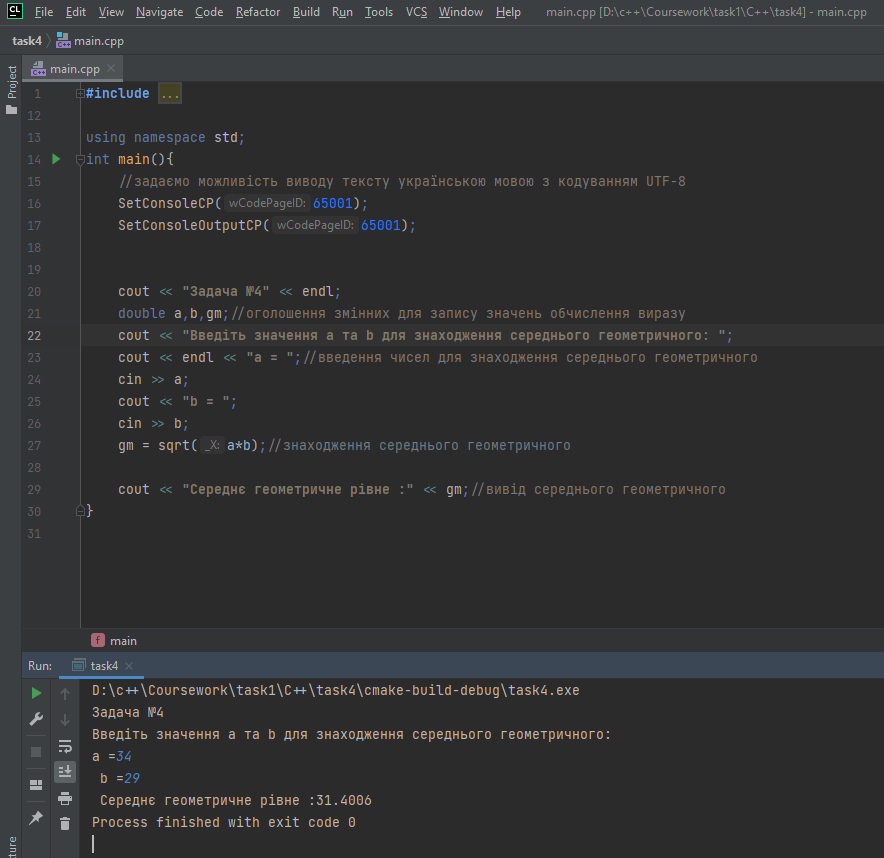 CL File Edit View Navigate Code Refactor Build Run Tools VCS Window Help main.cpp [D:\c++\Coursework\task1\C++\task4] - main.cpp
task4 main.cpp
Project
main.cpp
1 #include ...
12
13 using namespace std;
14 int main(){
15 //задаємо можливість виводу тексту українською мовою з кодуванням UTF-8
16 SetConsoleCP( wCodePageID: 65001);
17 SetConsoleOutputCP( wCodePageID: 65001);
18
19
20 cout << "Задача №4" << endl;
21 double a,b,gm;//оголошення змінних для запису значень обчислення виразу
22 cout << "Введіть значення a та b для знаходження середнього геометричного: ";
23 cout << endl << "a = ";//введення чисел для знаходження середнього геометричного
24 cin >> a;
25 cout << "b = ";
26 cin >> b;
27 gm = sqrt( _X: a*b);//знаходження середнього геометричного
28
29 cout << "Середнє геометричне рівне :" << gm;//вивід середнього геометричного
30 }
31
f main
Run: task4
D:\c++\Coursework\task1\C++\task4\cmake-build-debug\task4.exe
Задача №4
Введіть значення a та b для знаходження середнього геометричного:
a =34
b =29
Середнє геометричне рівне :31.4006
Process finished with exit code 0